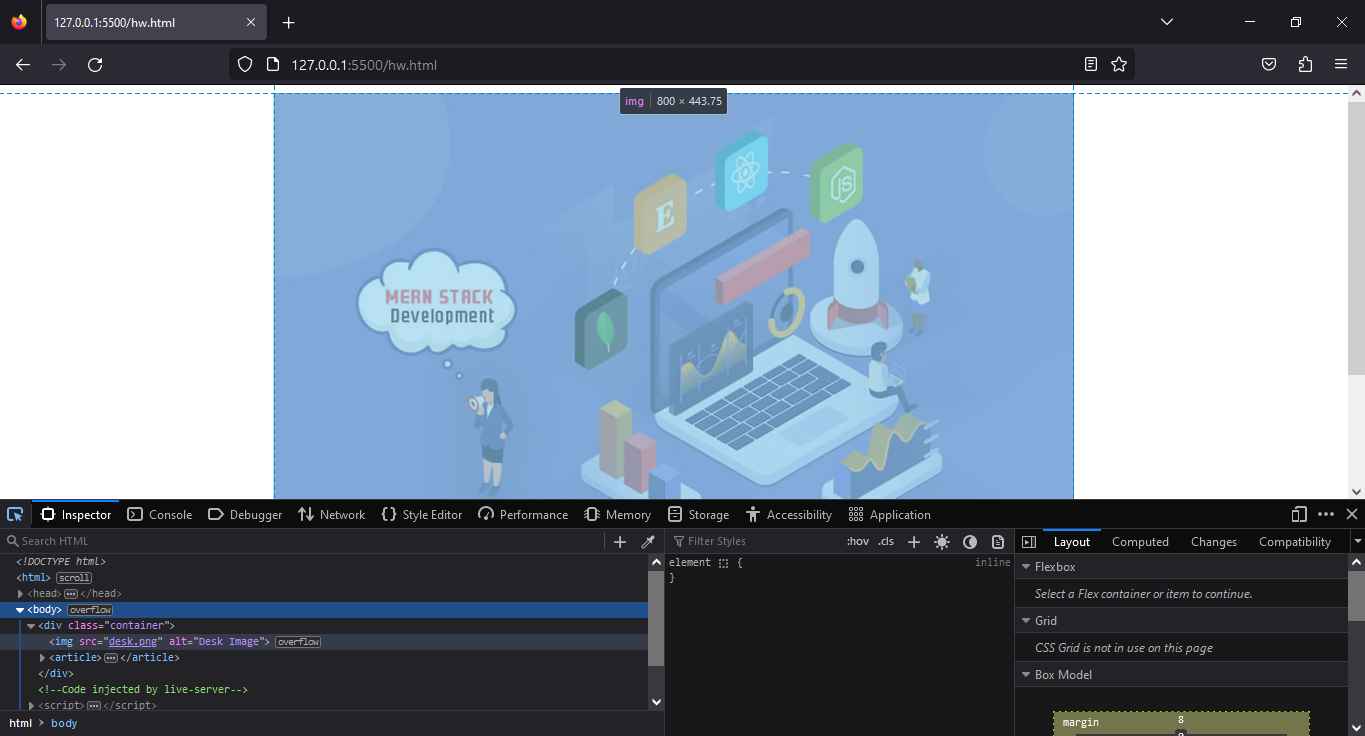 127.0.0.1:5500/hw.html
127.0.0.1:5500/hw.html
img 800 × 443.75
E
JS
MERN STACK
Development
Inspector Console Debugger Network Style Editor Performance Memory Storage Accessibility Application
Search HTML
<!DOCTYPE html>
<html> scroll
<head> ••• </head>
<body> overflow
<div class="container">
<img src="desk.png" alt="Desk Image"> overflow
<article> ••• </article>
</div>
<!--Code injected by live-server-->
<script> ••• </script>
html > body
Filter Styles :hov .cls
element { inline
}
Layout Computed Changes Compatibility
Flexbox
Select a Flex container or item to continue.
Grid
CSS Grid is not in use on this page
Box Model
margin 8